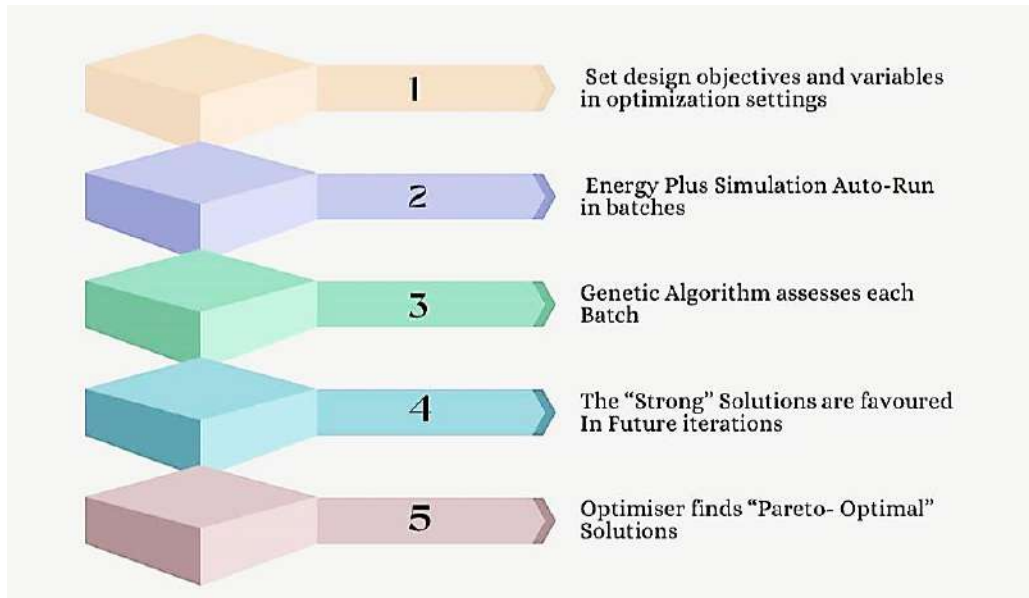 1
Set design objectives and variables
in optimization settings
2
Energy Plus Simulation Auto-Run
in batches
3
Genetic Algorithm assesses each
Batch
4
The “Strong” Solutions are favoured
In Future iterations
5
Optimiser finds “Pareto- Optimal”
Solutions